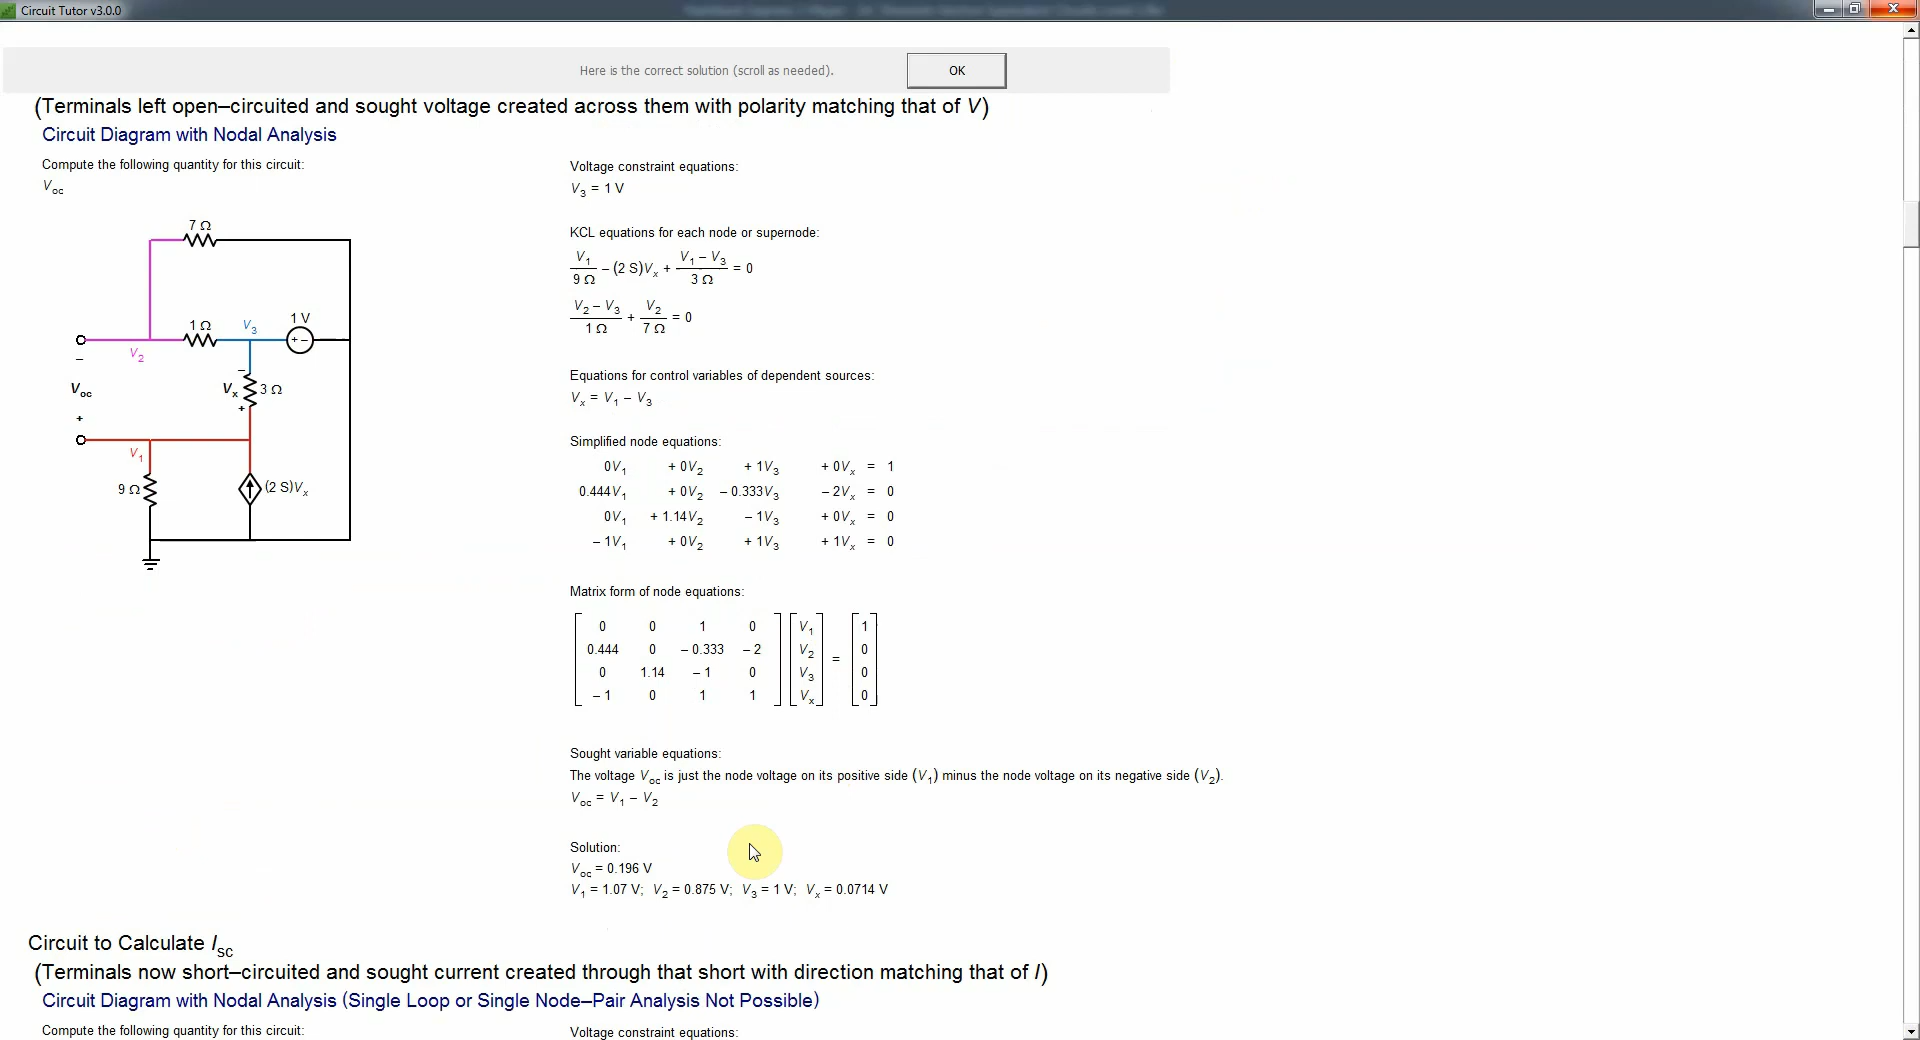 Circuit Tutor v3.0.0
Here is the correct solution (scroll as needed).
OK
(Terminals left open–circuited and sought voltage created across them with polarity matching that of V)
Circuit Diagram with Nodal Analysis
Compute the following quantity for this circuit:
Voc
7 Ω
1 Ω
V3
1 V
+ –
V2
–
Voc
+
–
Vx
3 Ω
+
V1
9 Ω
(2 S)Vx
Voltage constraint equations:
V3 = 1 V
KCL equations for each node or supernode:
V1/9 Ω – (2 S)Vx + (V1 – V3)/3 Ω = 0
(V2 – V3)/1 Ω + V2/7 Ω = 0
Equations for control variables of dependent sources:
Vx = V1 – V3
Simplified node equations:
0V1 + 0V2 + 1V3 + 0Vx = 1
0.444V1 + 0V2 – 0.333V3 – 2Vx = 0
0V1 + 1.14V2 – 1V3 + 0Vx = 0
– 1V1 + 0V2 + 1V3 + 1Vx = 0
Matrix form of node equations:
0 0 1 0 V1 1
0.444 0 – 0.333 – 2 V2 0
=
0 1.14 – 1 0 V3 0
– 1 0 1 1 Vx 0
Sought variable equations:
The voltage Voc is just the node voltage on its positive side (V1) minus the node voltage on its negative side (V2).
Voc = V1 – V2
Solution:
Voc = 0.196 V
V1 = 1.07 V; V2 = 0.875 V; V3 = 1 V; Vx = 0.0714 V
Circuit to Calculate Isc
(Terminals now short–circuited and sought current created through that short with direction matching that of I)
Circuit Diagram with Nodal Analysis (Single Loop or Single Node–Pair Analysis Not Possible)
Compute the following quantity for this circuit:
Voltage constraint equations: